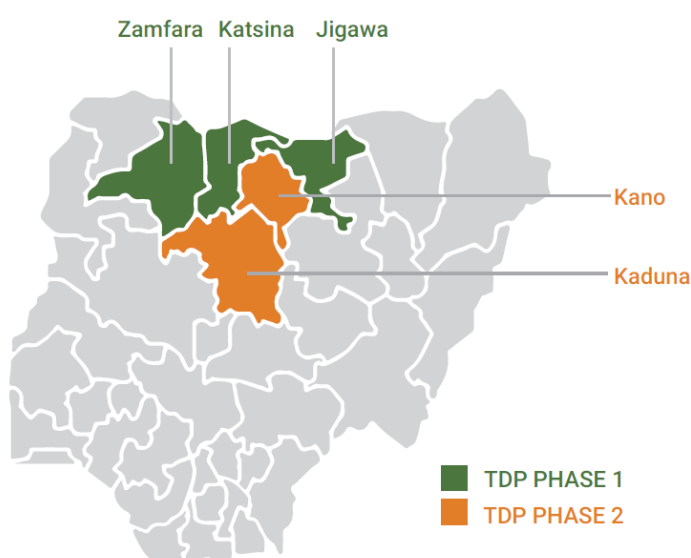 Zamfara Katsina Jigawa
Kano
Kaduna
TDP PHASE 1
TDP PHASE 2